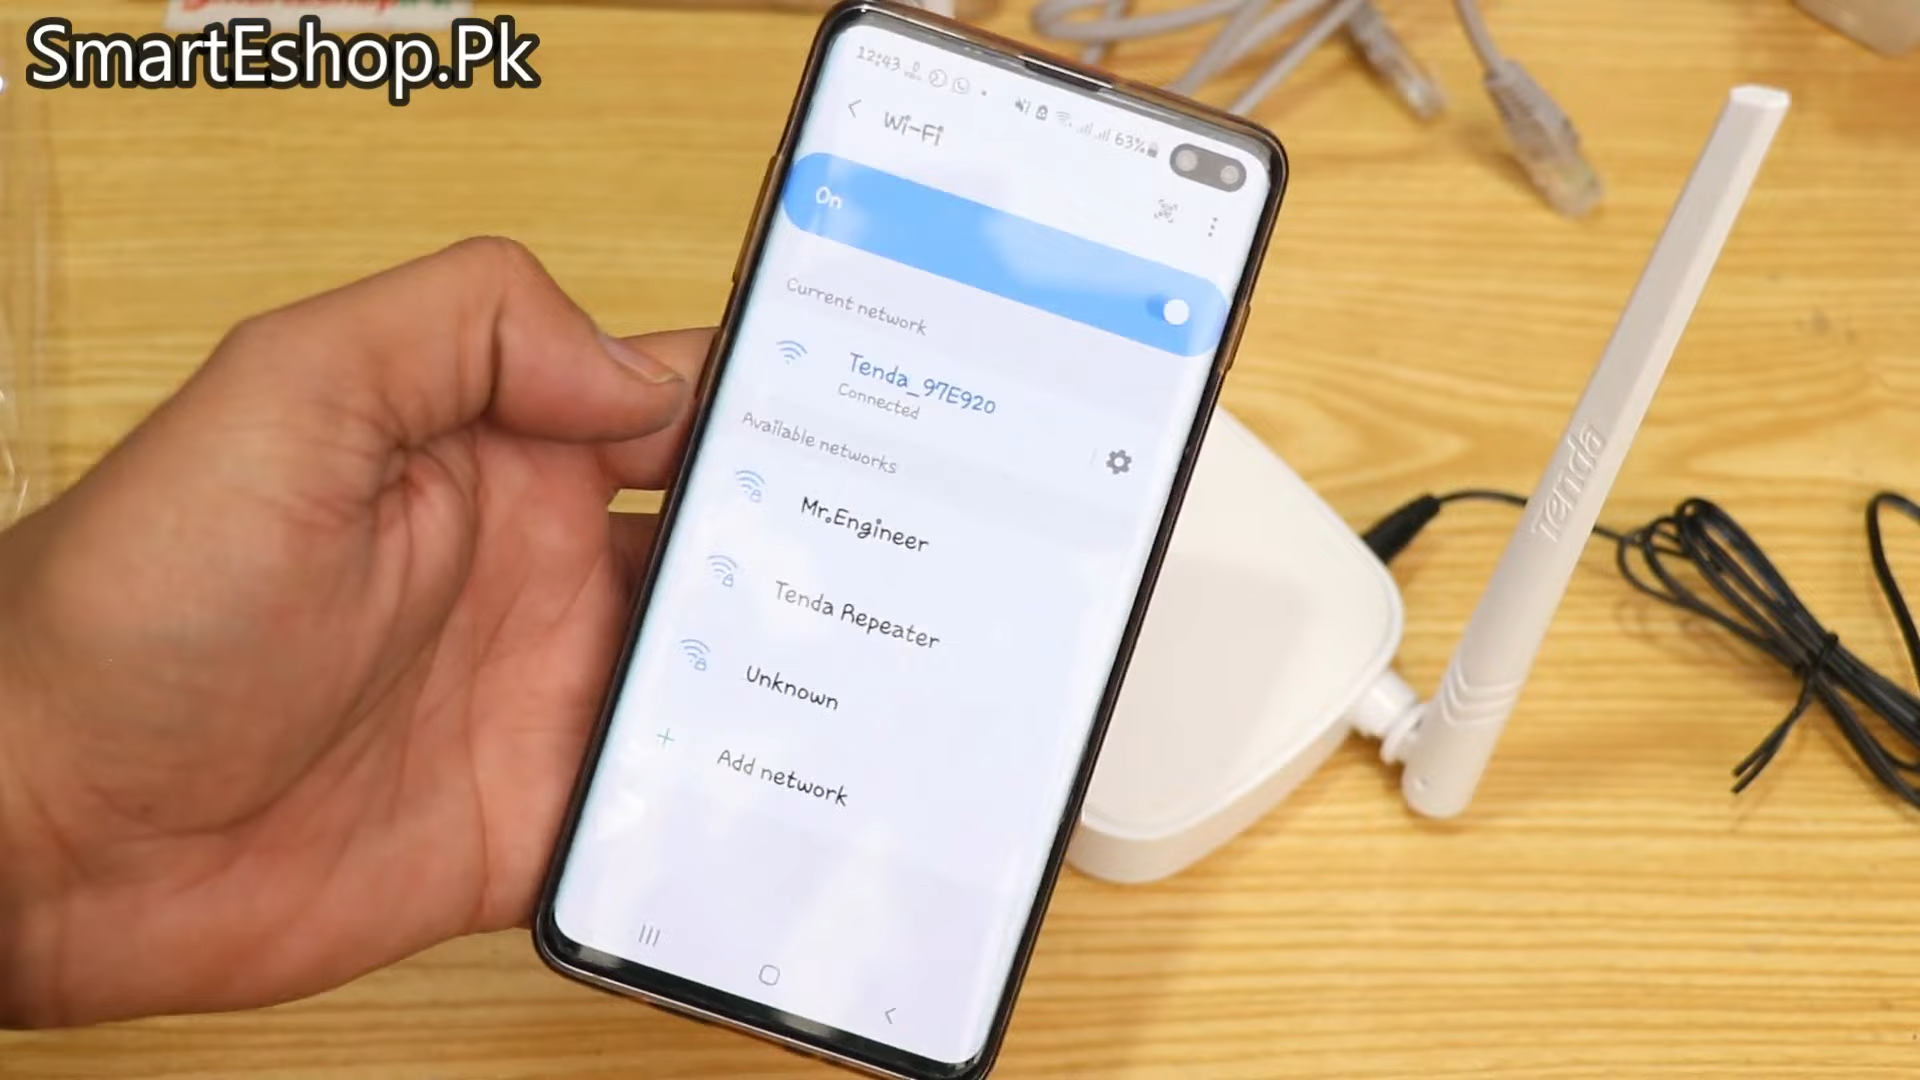 SmartEshop.Pk
12:43
63%
Wi-Fi
On
Current network
Tenda_97E920
Connected
Available networks
Mr.Engineer
Tenda Repeater
Unknown
Add network
Tenda